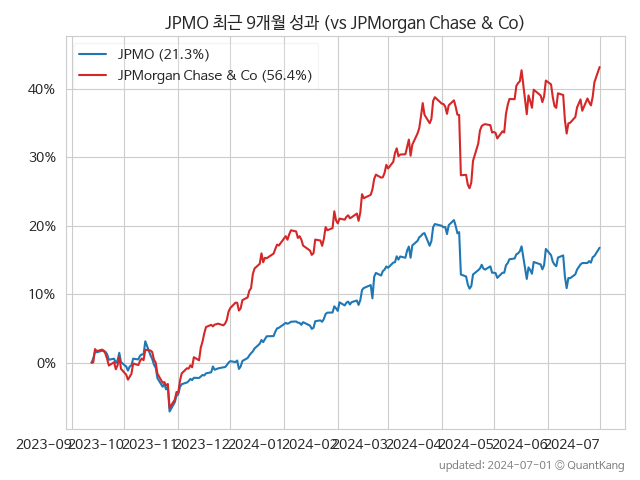 JPMO 최근 9개월 성과 (vs JPMorgan Chase & Co)
JPMO (21.3%)
JPMorgan Chase & Co (56.4%)
40%
30%
20%
10%
0%
2023-09 2023-10 2023-11 2023-12 2024-01 2024-02 2024-03 2024-04 2024-05 2024-06 2024-07
updated: 2024-07-01 © QuantKang